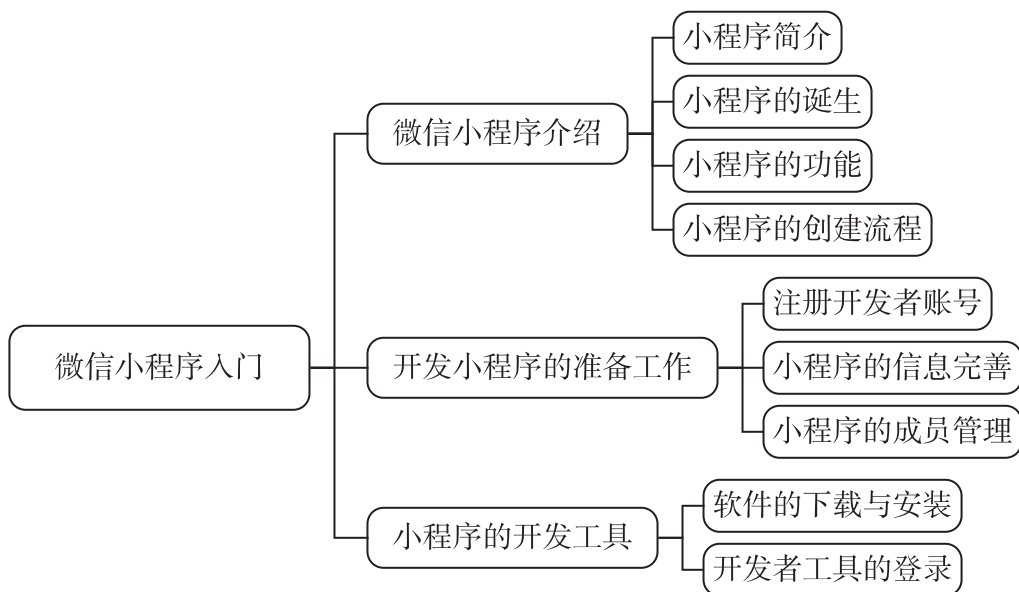 微信小程序入门
微信小程序介绍
小程序简介
小程序的诞生
小程序的功能
小程序的创建流程
开发小程序的准备工作
注册开发者账号
小程序的信息完善
小程序的成员管理
小程序的开发工具
软件的下载与安装
开发者工具的登录